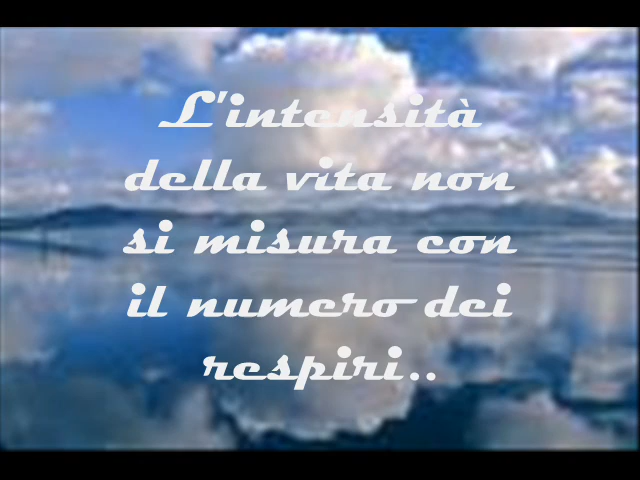 L'intensità
della vita non
si misura con
il numero dei
respiri..